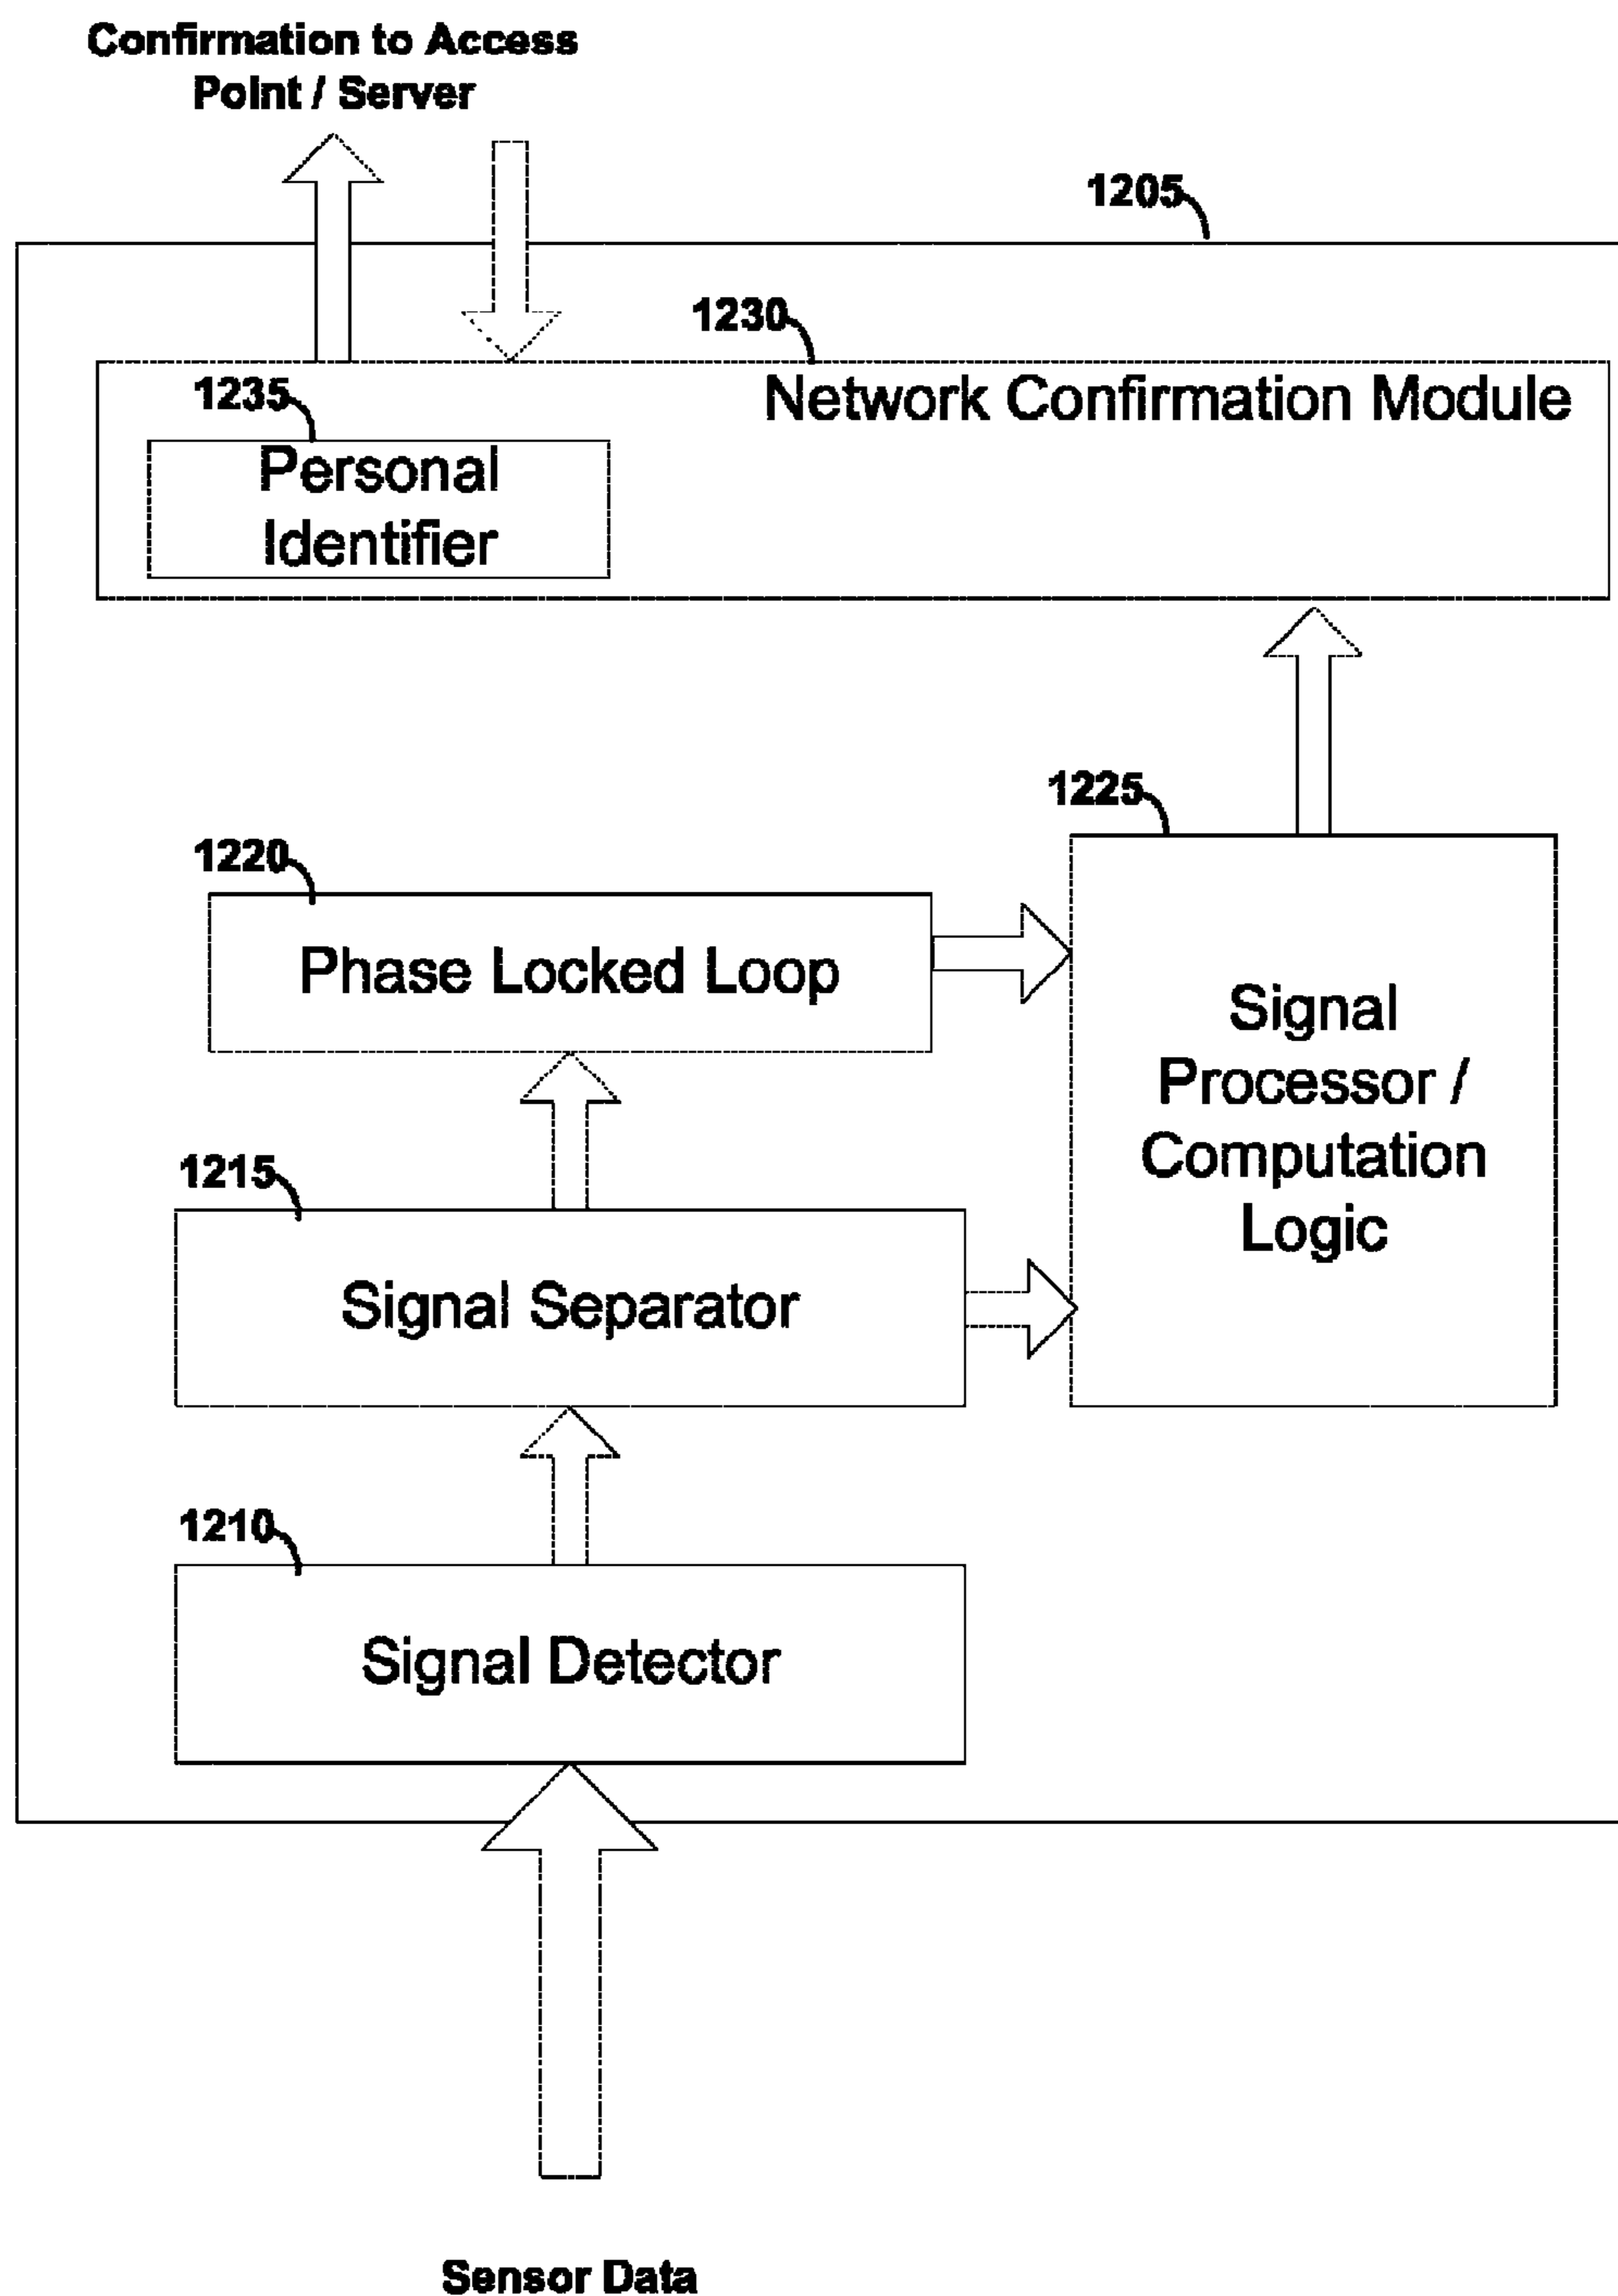 Confirmation to Access
Point / Server
1205
1230
Network Confirmation Module
1235
Personal
Identifier
1225
1220
Phase Locked Loop
Signal
Processor /
Computation
Logic
1215
Signal Separator
1210
Signal Detector
Sensor Data